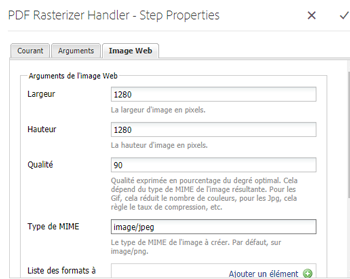 PDF Rasterizer Handler - Step Properties
Courant
Arguments
Image Web
Arguments de l'image Web
Largeur
1280
La largeur d'image en pixels.
Hauteur
1280
La hauteur d'image en pixels.
Qualité
90
Qualité exprimée en pourcentage du degré optimal. Cela
dépend du type de MIME de l'image résultante. Pour les
Gif, cela réduit le nombre de couleurs, pour les Jpg, cela
règle le taux de compression, etc.
Type de MIME
image/jpeg
Le type de MIME de l'image à créer. Par défaut, sur
image/png.
Liste des formats à
Ajouter un élément